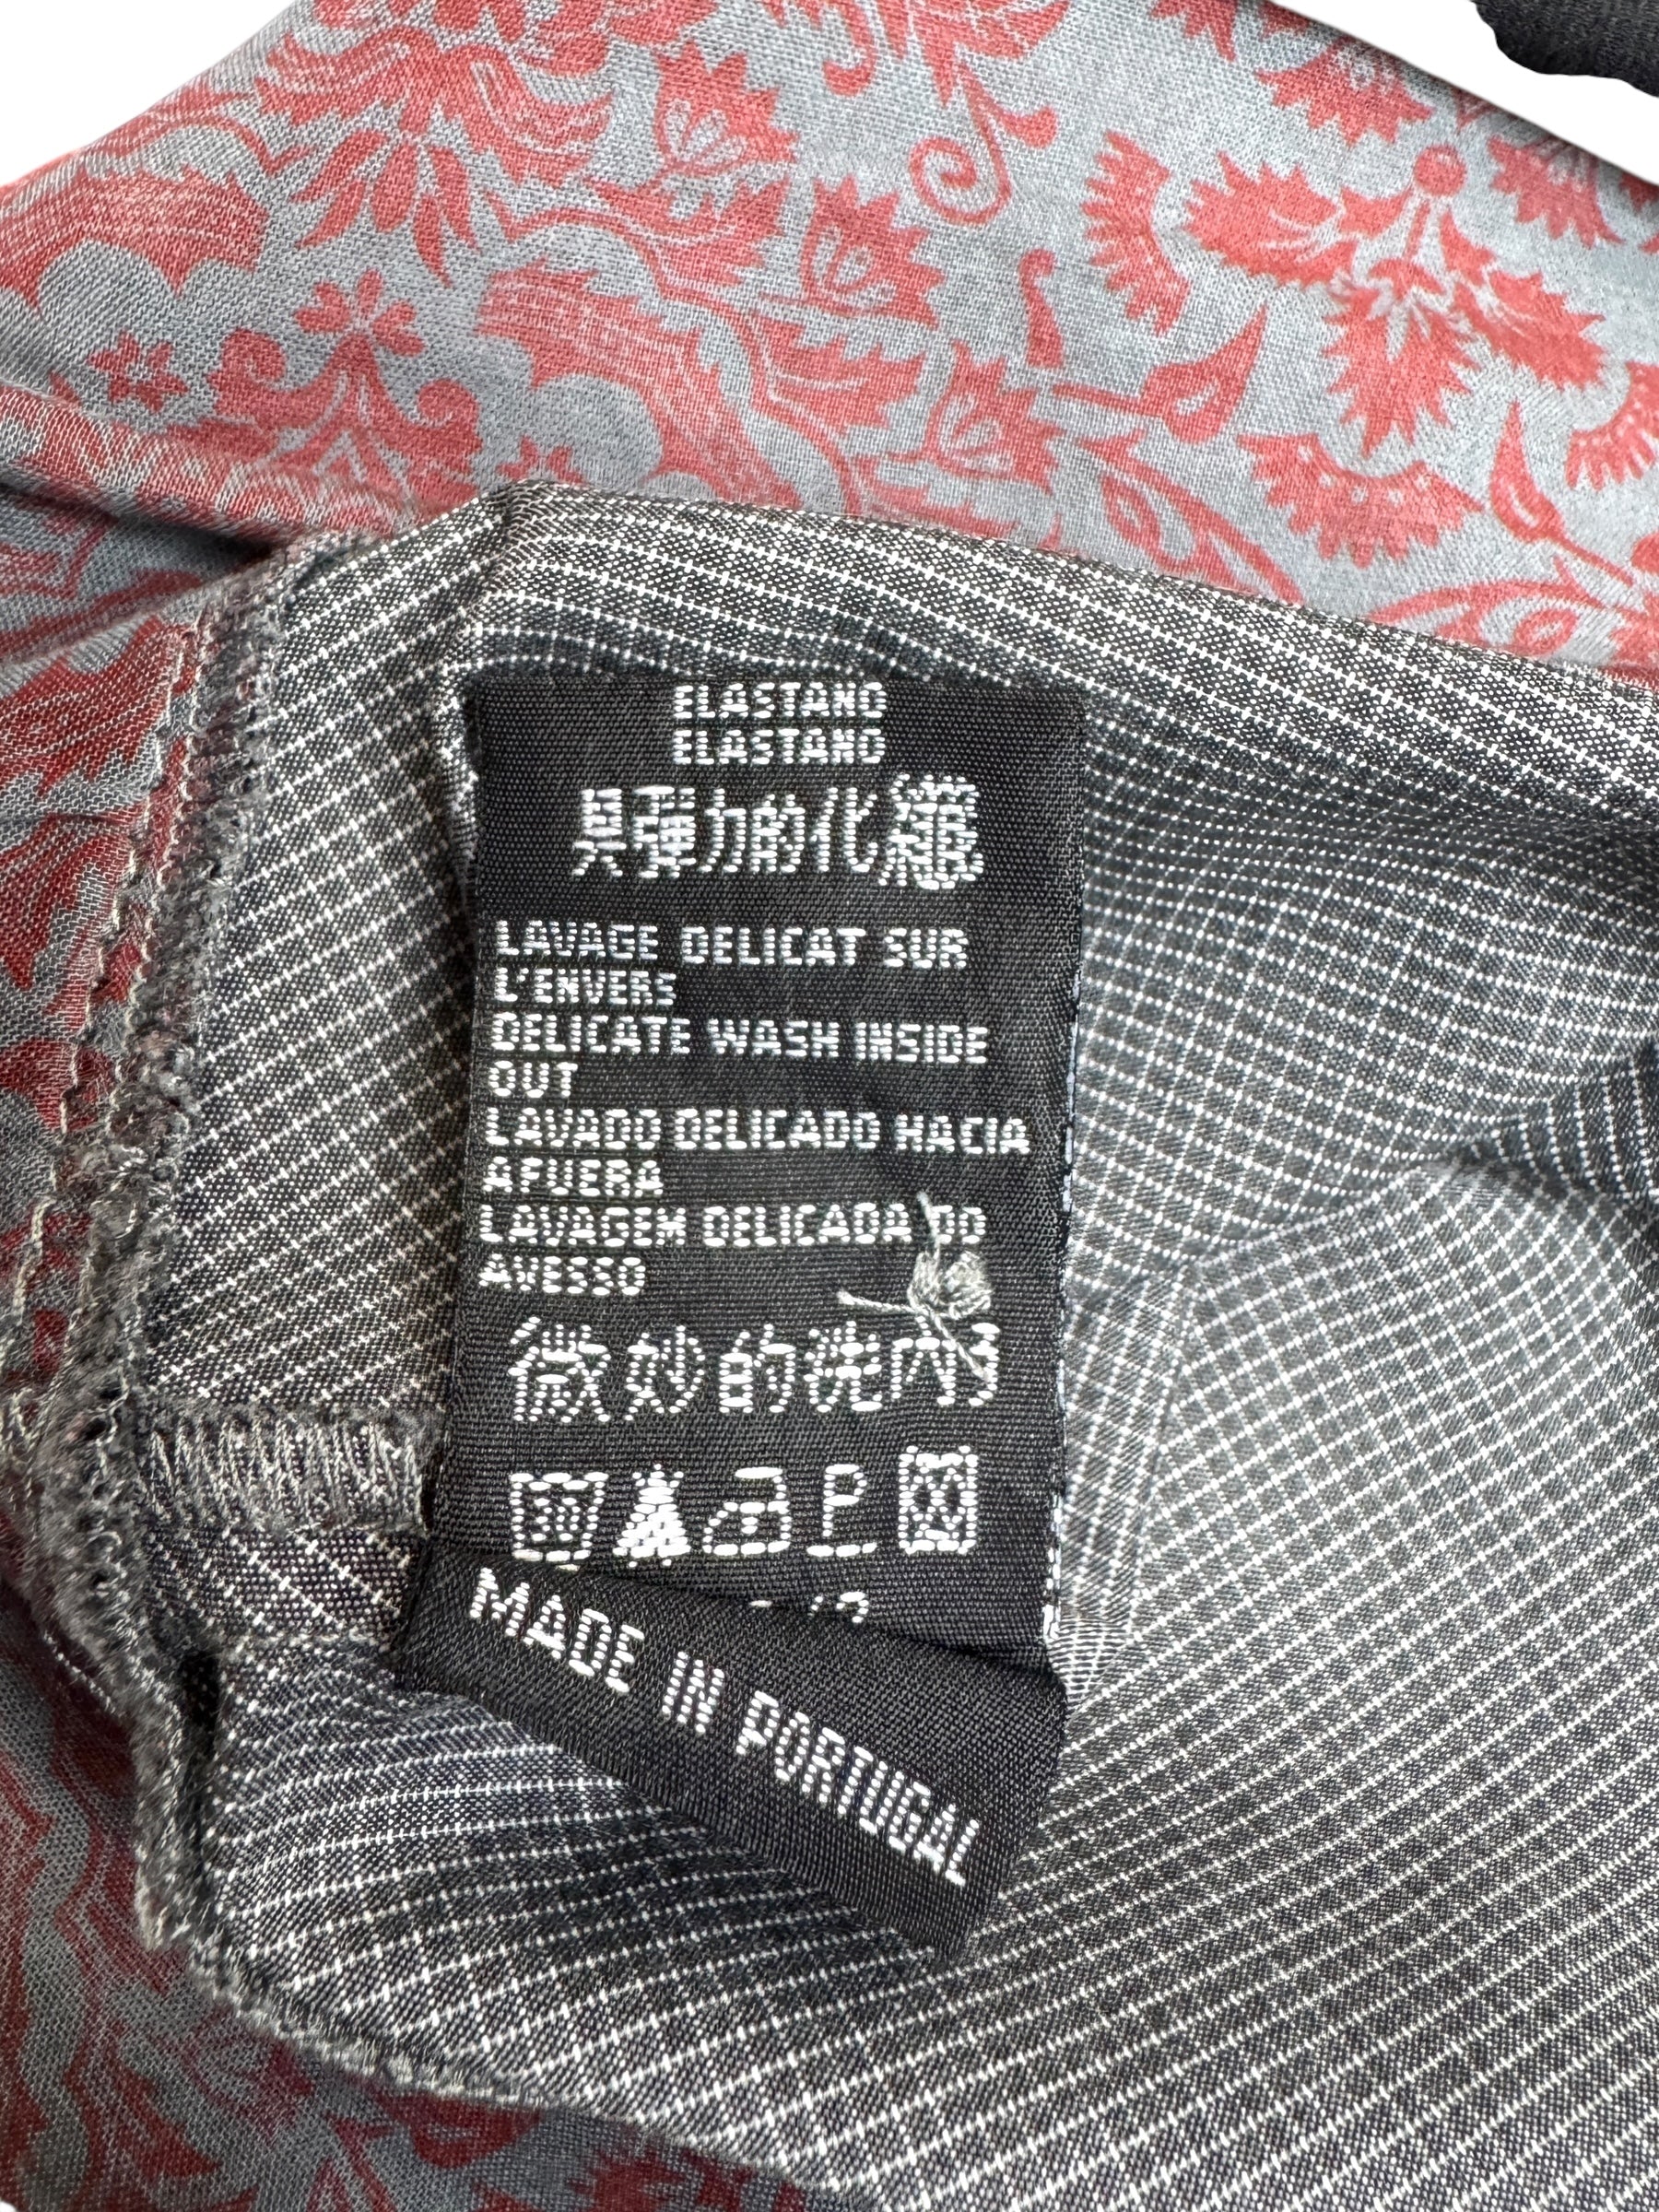 ELASTANO
ELASTANO
具彈力的化纖
LAVAGE DELICAT SUR
L'ENVERS
DELICATE WASH INSIDE
OUT
LAVADO DELICADO HACIA
AFUERA
LAVAGEM DELICADA DO
AVESSO
微妙的洗内
P
MADE IN PORTUGAL